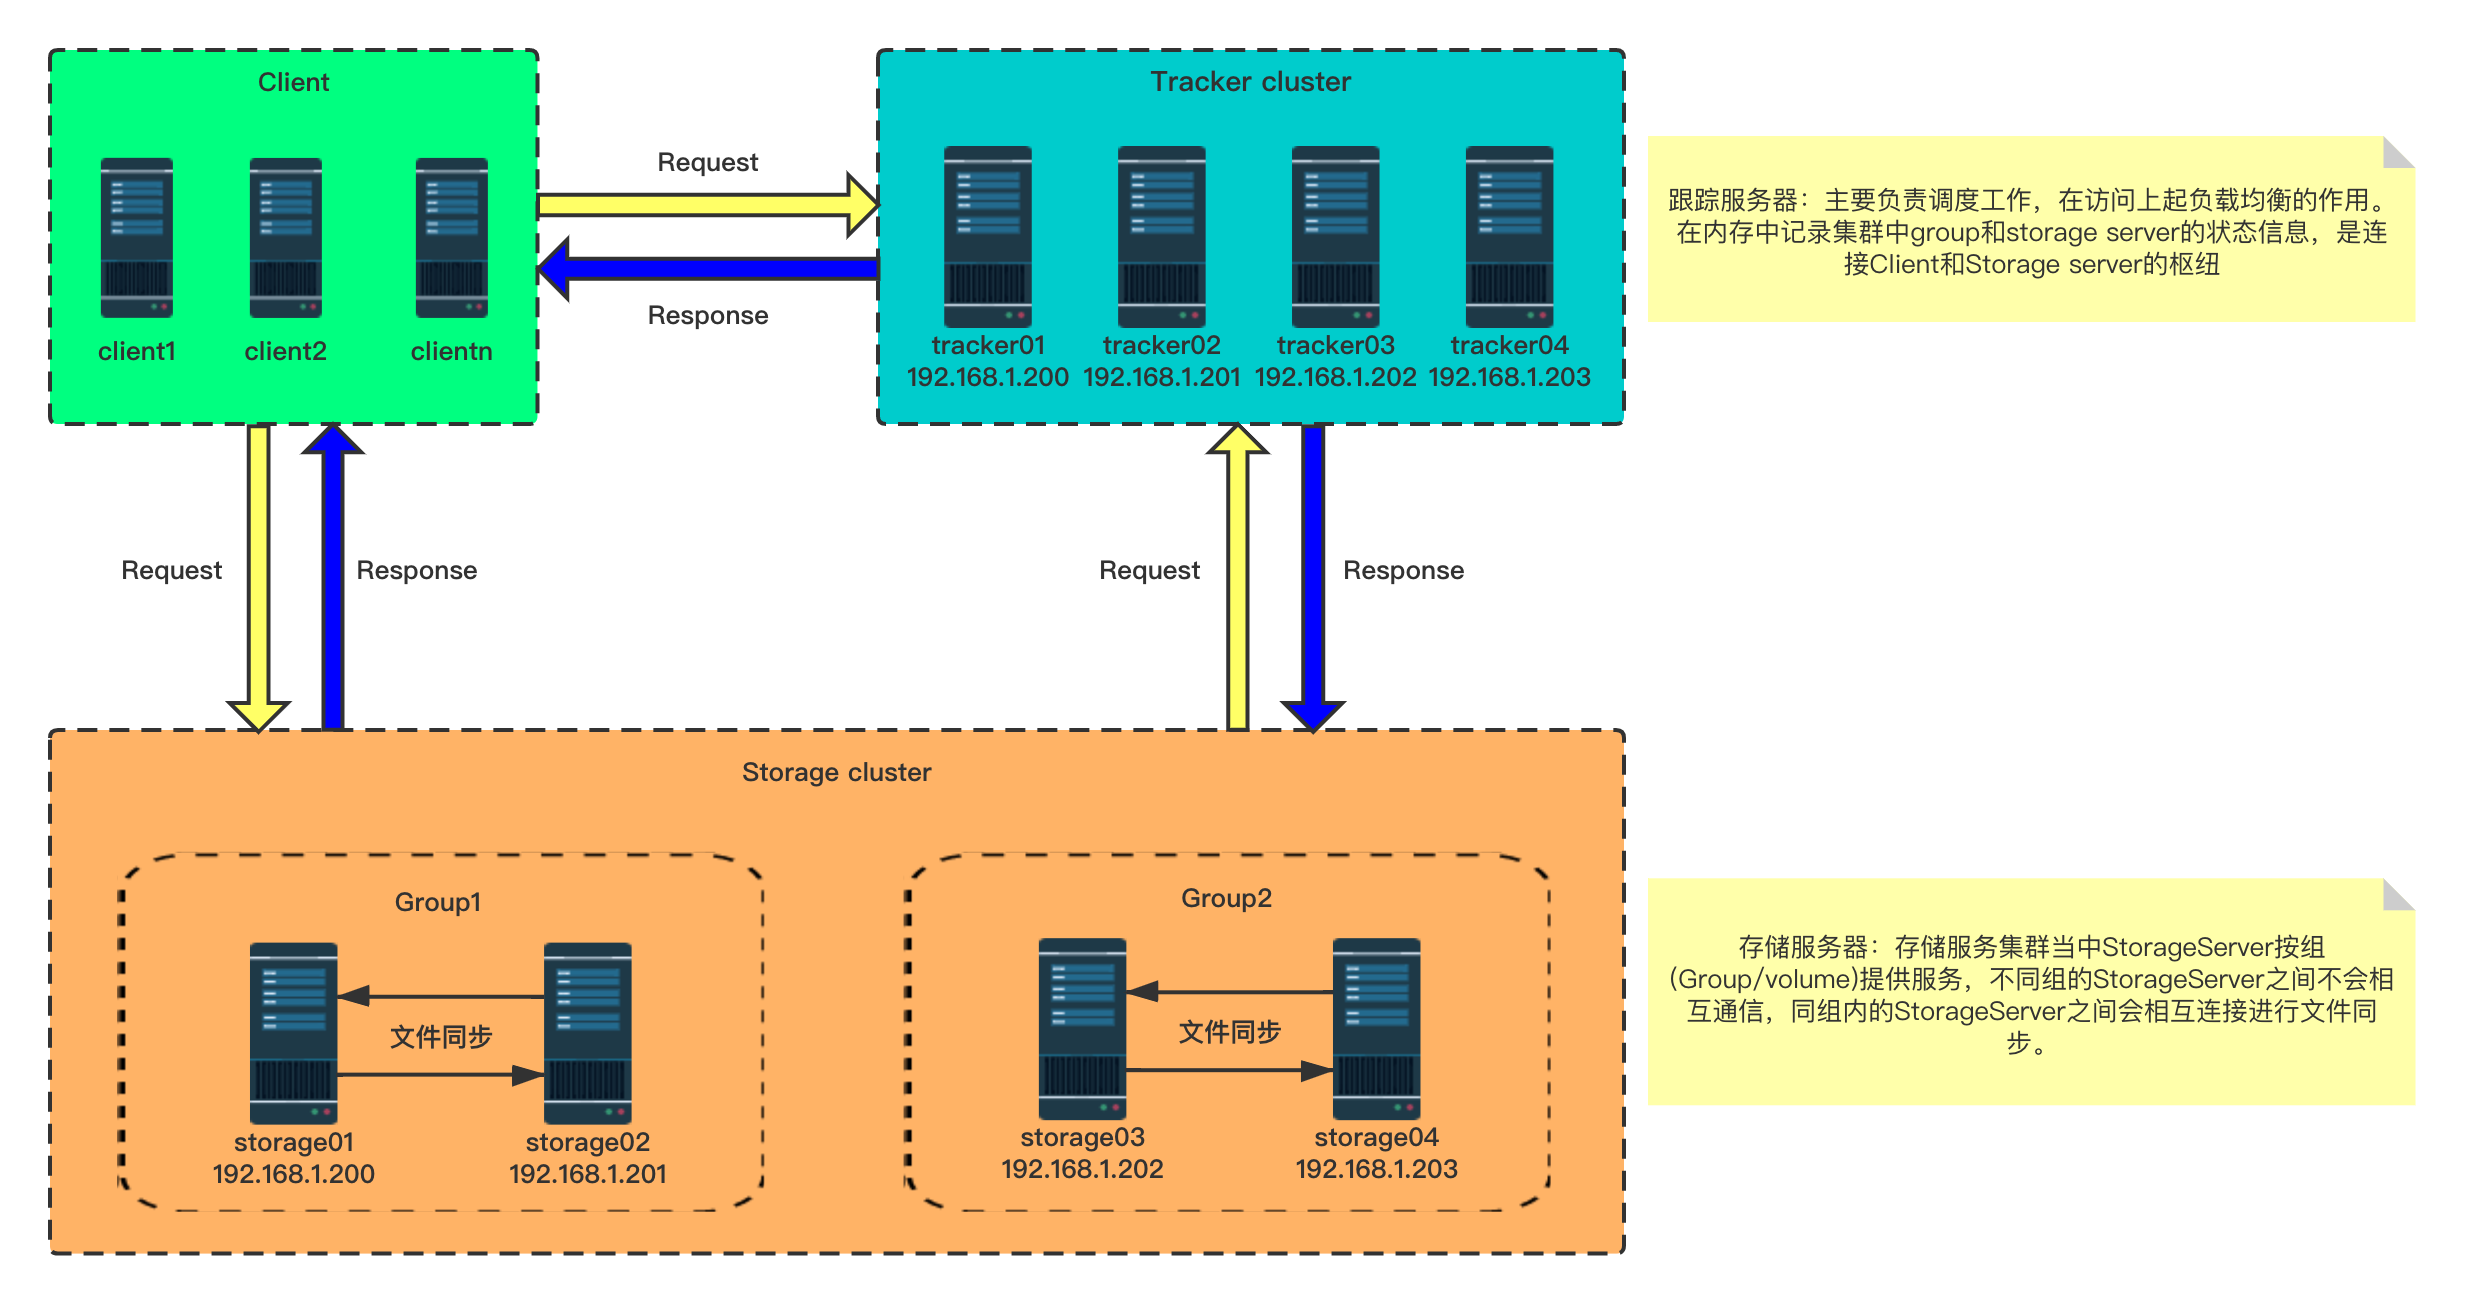 Client
client1
client2
clientn
Request
Response
Tracker cluster
tracker01
192.168.1.200
tracker02
192.168.1.201
tracker03
192.168.1.202
tracker04
192.168.1.203
跟踪服务器：主要负责调度工作，在访问上起负载均衡的作用。
在内存中记录集群中group和storage server的状态信息，是连
接Client和Storage server的枢纽
Request
Response
Request
Response
Storage cluster
Group1
文件同步
storage01
192.168.1.200
storage02
192.168.1.201
Group2
文件同步
storage03
192.168.1.202
storage04
192.168.1.203
存储服务器：存储服务集群当中StorageServer按组
(Group/volume)提供服务，不同组的StorageServer之间不会相
互通信，同组内的StorageServer之间会相互连接进行文件同
步。